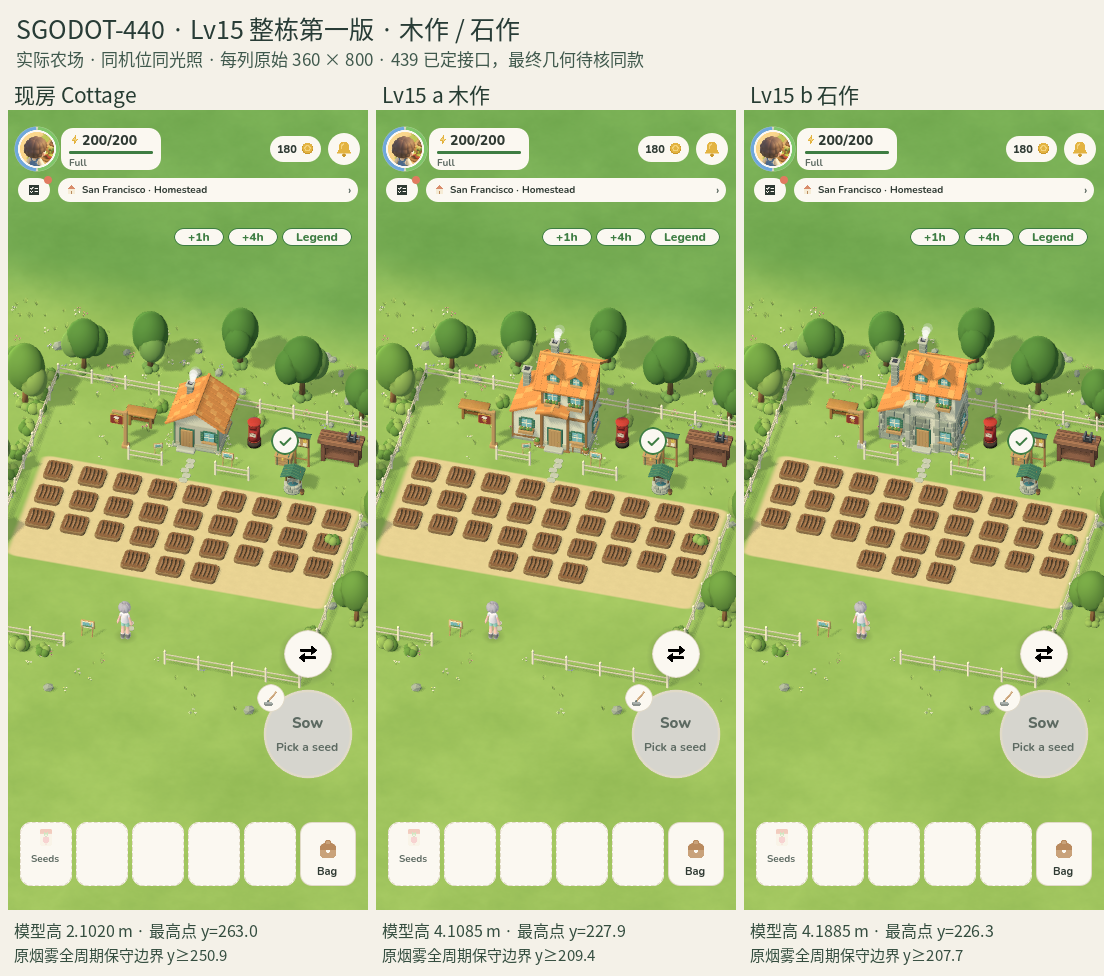 SGODOT-440 · Lv15 整栋第一版 · 木作 / 石作
实际农场 · 同机位同光照 · 每列原始 360 × 800 · 439 已定接口，最终几何待核同款
现房 Cottage
200/200
Full
180
San Francisco · Homestead
+1h
+4h
Legend
Sow
Pick a seed
Seeds
Bag
模型高 2.1020 m · 最高点 y=263.0
原烟雾全周期保守边界 y≥250.9
Lv15 a 木作
200/200
Full
180
San Francisco · Homestead
+1h
+4h
Legend
Sow
Pick a seed
Seeds
Bag
模型高 4.1085 m · 最高点 y=227.9
原烟雾全周期保守边界 y≥209.4
Lv15 b 石作
200/200
Full
180
San Francisco · Homestead
+1h
+4h
Legend
Sow
Pick a seed
Seeds
Bag
模型高 4.1885 m · 最高点 y=226.3
原烟雾全周期保守边界 y≥207.7